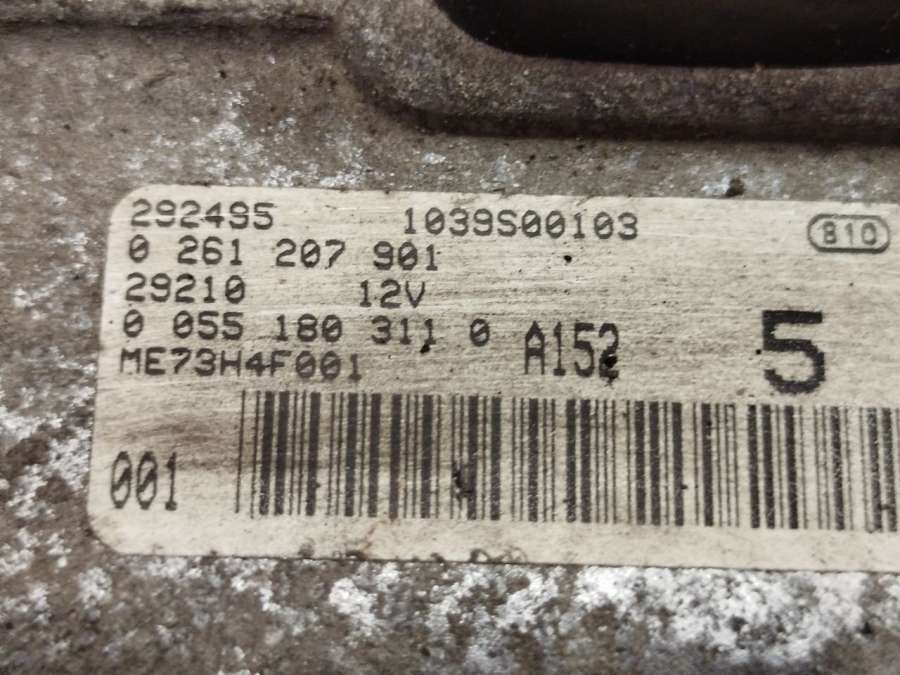 292495 1039S00103 B10
0 261 207 901
29210 12V
0 055 180 311 0 A152 5
ME73H4F001
001